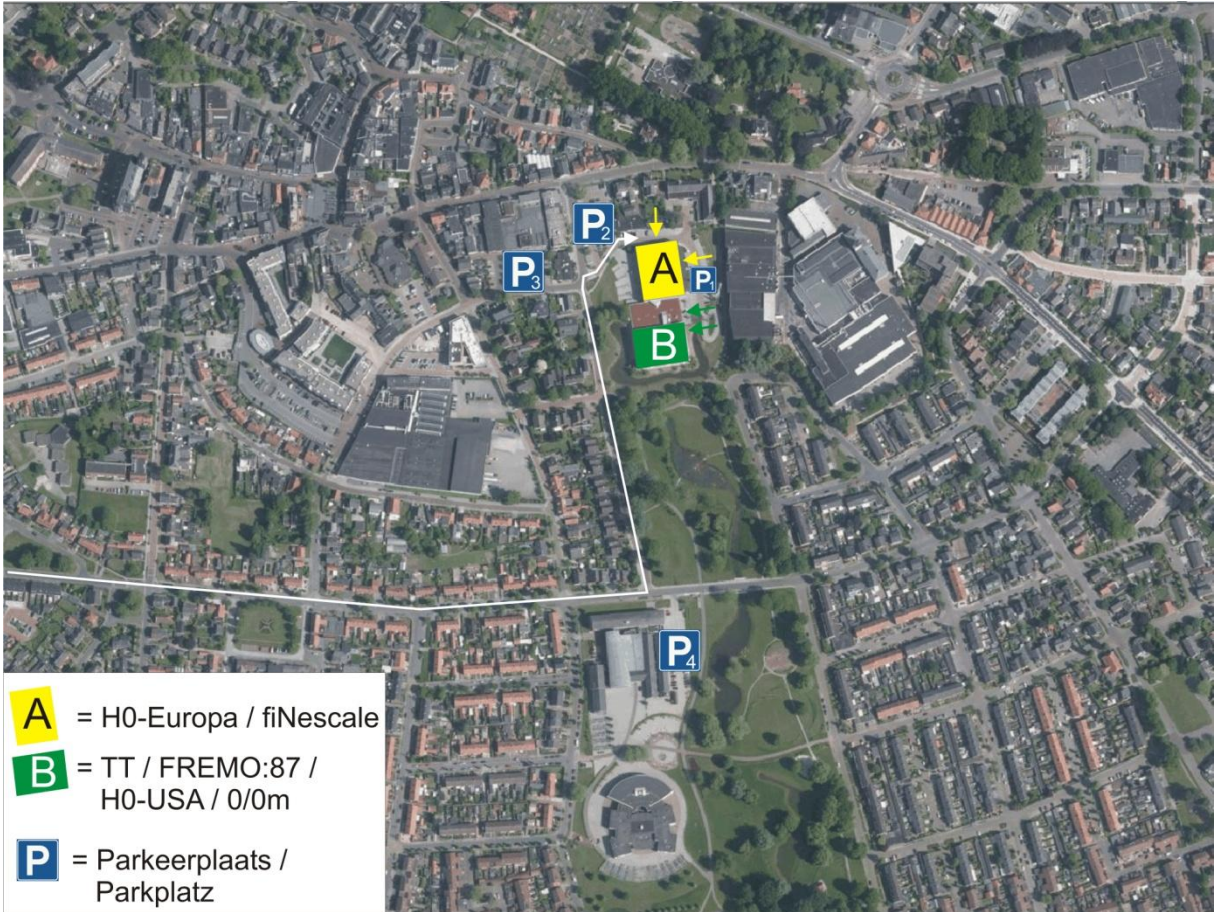 P2
P3
A
P1
B
P4
A = H0-Europa / fiNescale
B = TT / FREMO:87 /
H0-USA / 0/0m
P = Parkeerplaats /
Parkplatz